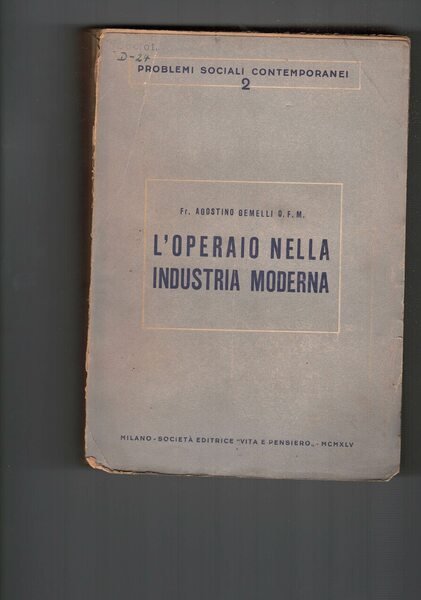 D-24
PROBLEMI SOCIALI CONTEMPORANEI
2
Fr. AGOSTINO GEMELLI O. F. M.
L'OPERAIO NELLA
INDUSTRIA MODERNA
MILANO - SOCIETÀ EDITRICE "VITA E PENSIERO„ - MCMXLV